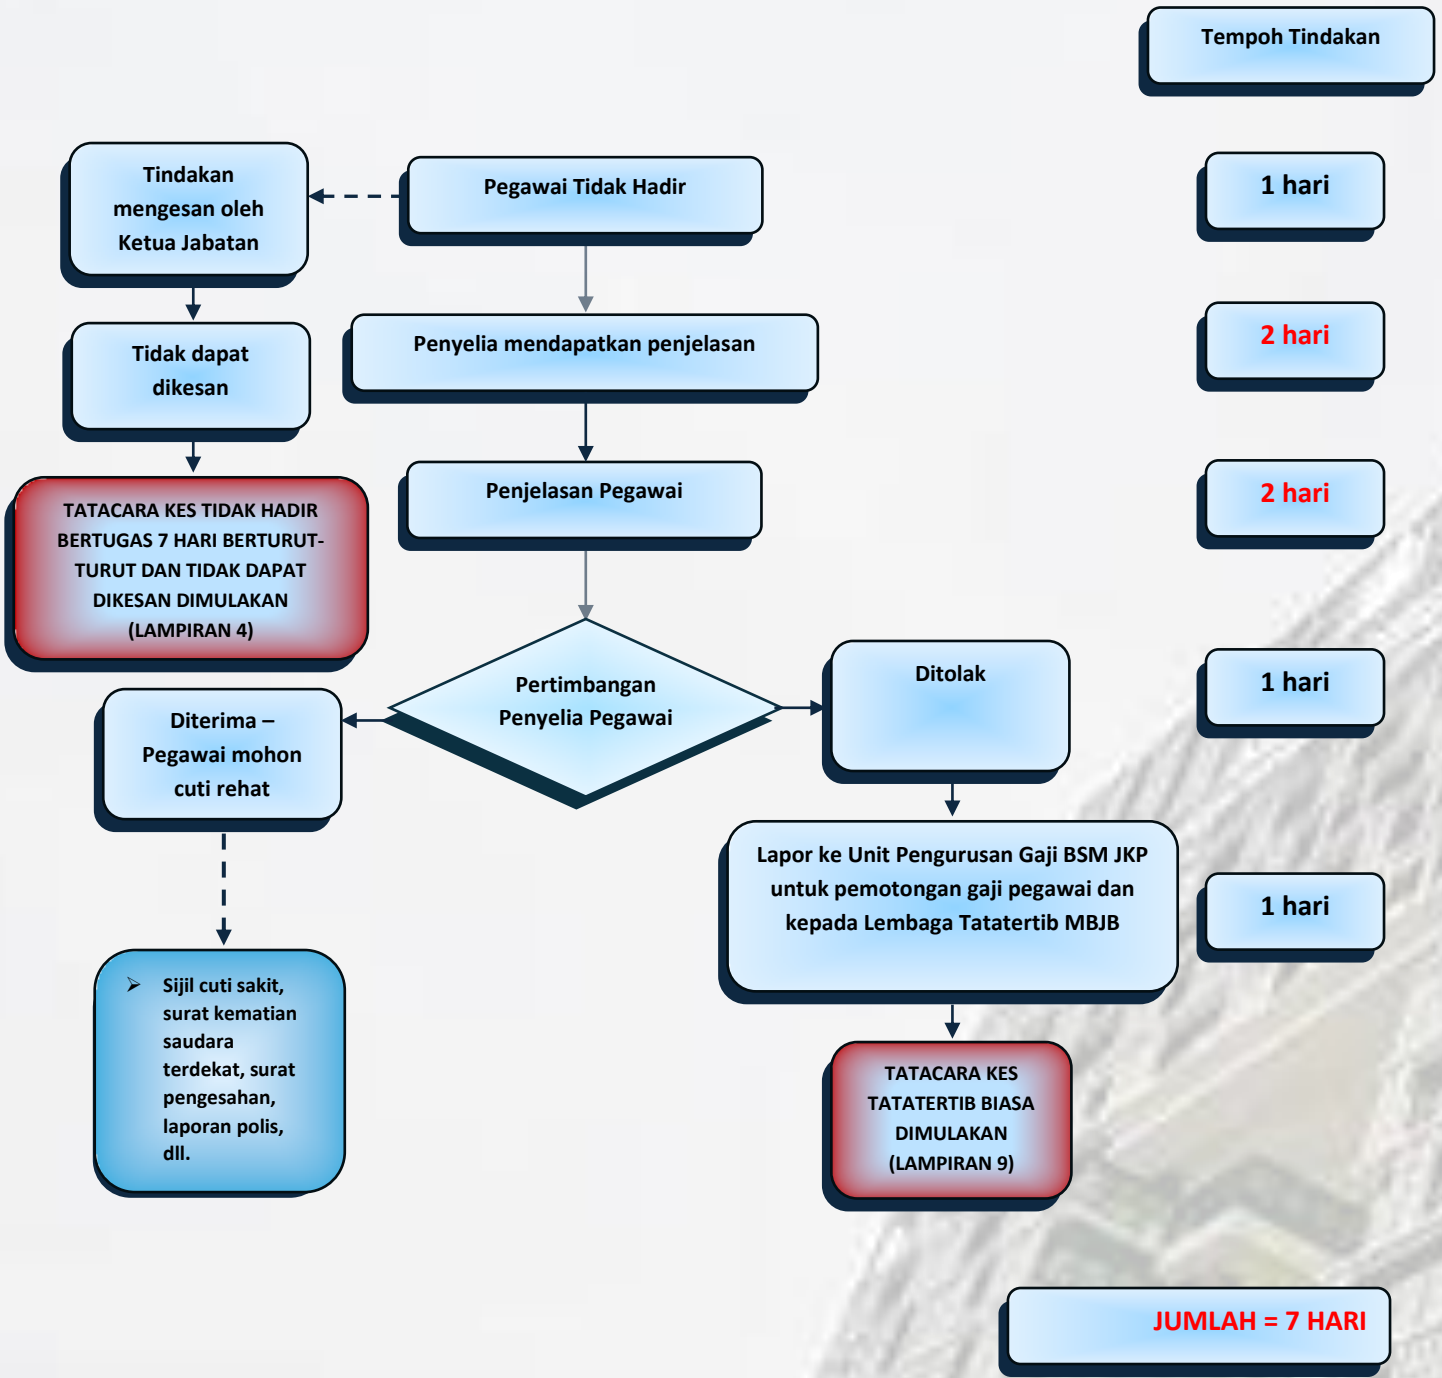 Tempoh Tindakan
Tindakan
mengesan oleh
Ketua Jabatan
Pegawai Tidak Hadir
1 hari
Tidak dapat
dikesan
Penyelia mendapatkan penjelasan
2 hari
TATACARA KES TIDAK HADIR
BERTUGAS 7 HARI BERTURUT-
TURUT DAN TIDAK DAPAT
DIKESAN DIMULAKAN
(LAMPIRAN 4)
Penjelasan Pegawai
2 hari
Diterima –
Pegawai mohon
cuti rehat
Pertimbangan
Penyelia Pegawai
Ditolak
1 hari
Lapor ke Unit Pengurusan Gaji BSM JKP
untuk pemotongan gaji pegawai dan
kepada Lembaga Tatatertib MBJB
1 hari
➢ Sijil cuti sakit,
surat kematian
saudara
terdekat, surat
pengesahan,
laporan polis,
dll.
TATACARA KES
TATATERTIB BIASA
DIMULAKAN
(LAMPIRAN 9)
JUMLAH = 7 HARI